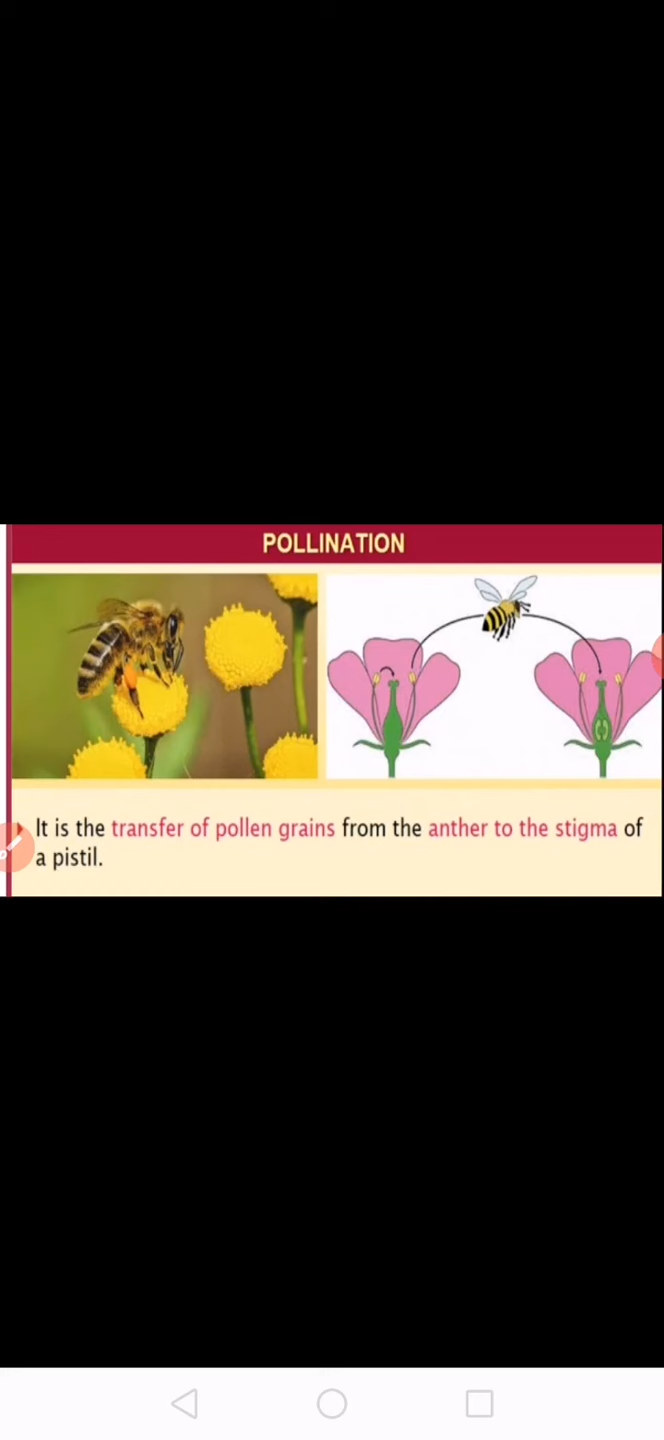 POLLINATION
It is the transfer of pollen grains from the anther to the stigma of
a pistil.